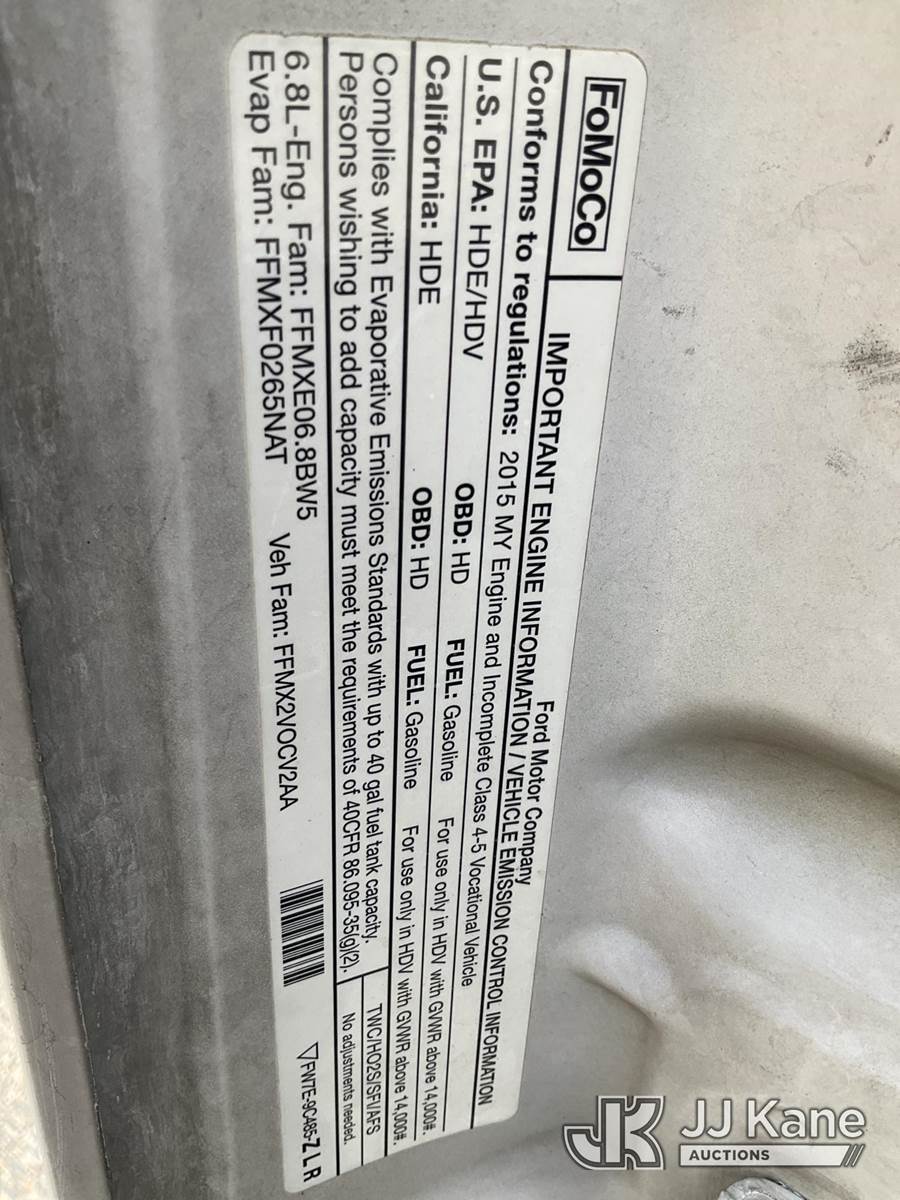 FoMoCo
Ford Motor Company
IMPORTANT ENGINE INFORMATION / VEHICLE EMISSION CONTROL INFORMATION
Conforms to regulations: 2015 MY Engine and Incomplete Class 4-5 Vocational Vehicle
U.S. EPA: HDE/HDV OBD: HD FUEL: Gasoline For use only in HDV with GVWR above 14,000#.
California: HDE OBD: HD FUEL: Gasoline For use only in HDV with GVWR above 14,000#.
Complies with Evaporative Emissions Standards with up to 40 gal fuel tank capacity. TWC/HO2S/SFI/AFS
Persons wishing to add capacity must meet the requirements of 40CFR 86.095-35(g)(2). No adjustments needed.
6.8L-Eng. Fam: FFMXE06.8BW5 Veh Fam: FFMX2VOCV2AA
Evap Fam: FFMXF0265NAT
▽FW7E-9C485-Z L R
JK JJ Kane
AUCTIONS